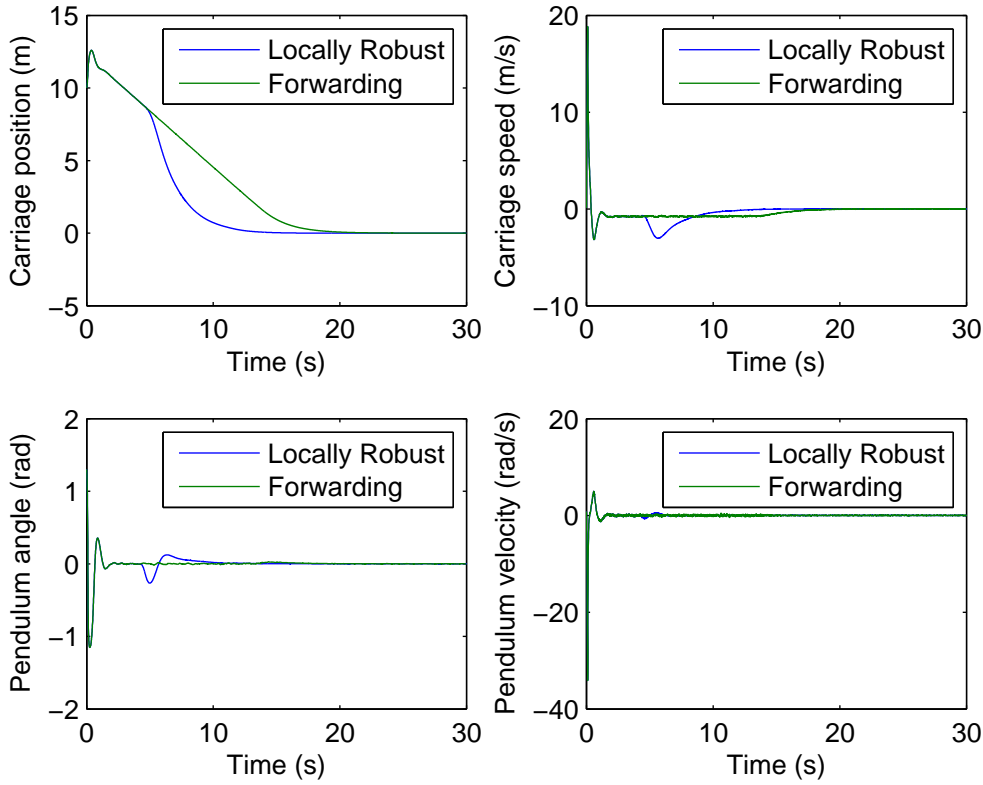 15
10
5
0
−5
0
10
20
30
Time (s)
Carriage position (m)
Locally Robust
Forwarding
20
10
0
−10
0
10
20
30
Time (s)
Carriage speed (m/s)
Locally Robust
Forwarding
2
1
0
−1
−2
0
10
20
30
Time (s)
Pendulum angle (rad)
Locally Robust
Forwarding
20
0
−20
−40
0
10
20
30
Time (s)
Pendulum velocity (rad/s)
Locally Robust
Forwarding